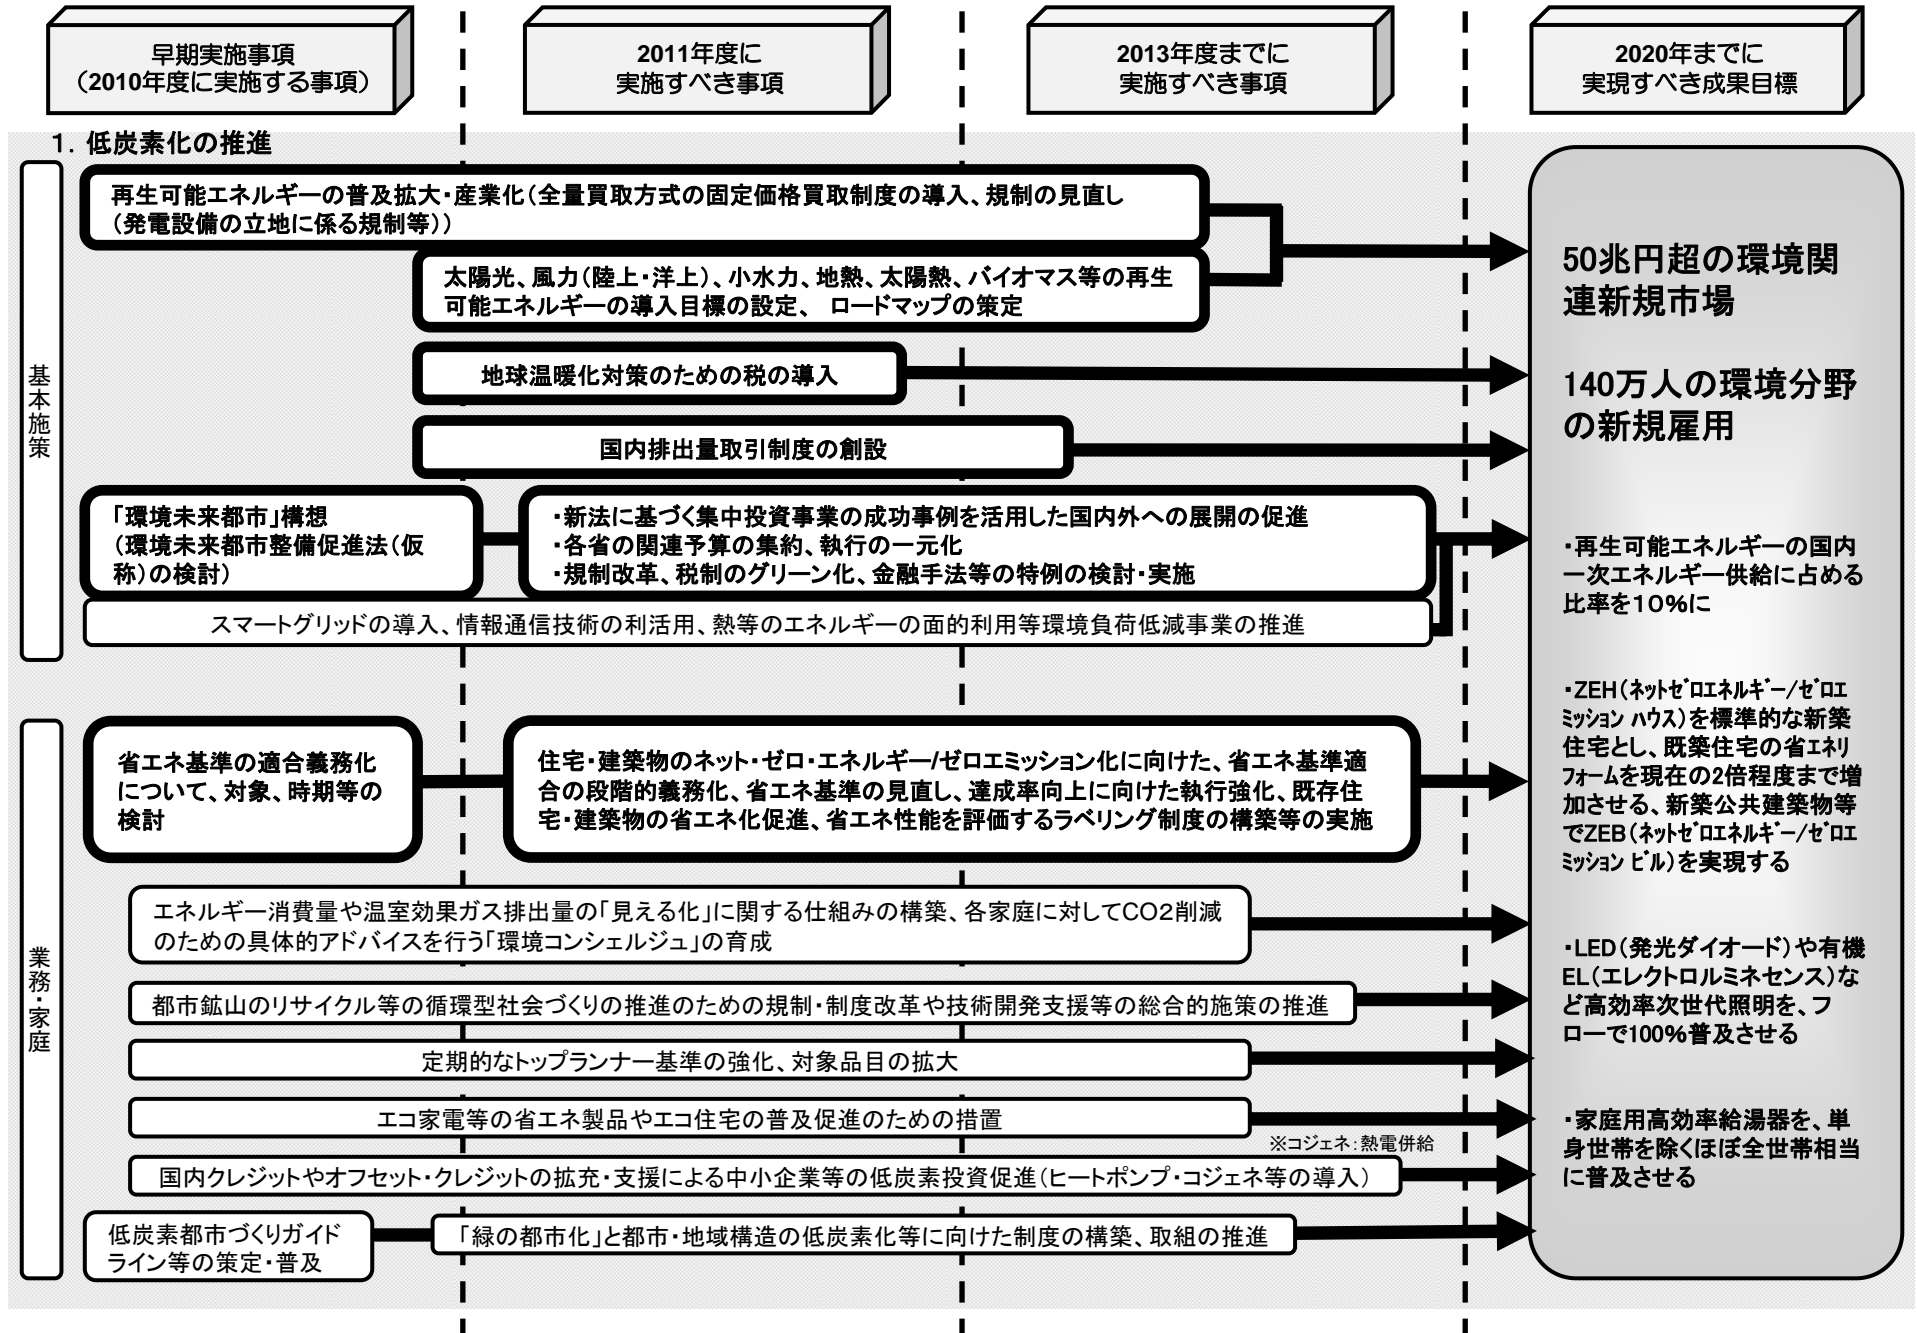 早期実施事項
（2010年度に実施する事項）
2011年度に
実施すべき事項
2013年度までに
実施すべき事項
2020年までに
実現すべき成果目標
１．低炭素化の推進
基本施策
再生可能エネルギーの普及拡大・産業化（全量買取方式の固定価格買取制度の導入、規制の見直し
（発電設備の立地に係る規制等））
太陽光、風力（陸上・洋上）、小水力、地熱、太陽熱、バイオマス等の再生
可能エネルギーの導入目標の設定、 ロードマップの策定
地球温暖化対策のための税の導入
国内排出量取引制度の創設
「環境未来都市」構想
（環境未来都市整備促進法（仮
称）の検討）
・新法に基づく集中投資事業の成功事例を活用した国内外への展開の促進
・各省の関連予算の集約、執行の一元化
・規制改革、税制のグリーン化、金融手法等の特例の検討・実施
スマートグリッドの導入、情報通信技術の利活用、熱等のエネルギーの面的利用等環境負荷低減事業の推進
業務・家庭
省エネ基準の適合義務化
について、対象、時期等の
検討
住宅・建築物のネット・ゼロ・エネルギー/ゼロエミッション化に向けた、省エネ基準適
合の段階的義務化、省エネ基準の見直し、達成率向上に向けた執行強化、既存住
宅・建築物の省エネ化促進、省エネ性能を評価するラベリング制度の構築等の実施
エネルギー消費量や温室効果ガス排出量の「見える化」に関する仕組みの構築、各家庭に対してCO２削減
のための具体的アドバイスを行う「環境コンシェルジュ」の育成
都市鉱山のリサイクル等の循環型社会づくりの推進のための規制・制度改革や技術開発支援等の総合的施策の推進
定期的なトップランナー基準の強化、対象品目の拡大
エコ家電等の省エネ製品やエコ住宅の普及促進のための措置
※コジェネ：熱電併給
国内クレジットやオフセット・クレジットの拡充・支援による中小企業等の低炭素投資促進（ヒートポンプ・コジェネ等の導入）
低炭素都市づくりガイド
ライン等の策定・普及
「緑の都市化」と都市・地域構造の低炭素化等に向けた制度の構築、取組の推進
50兆円超の環境関
連新規市場
140万人の環境分野
の新規雇用
・再生可能エネルギーの国内
一次エネルギー供給に占める
比率を１０％に
・ZEH（ﾈｯﾄｾﾞﾛｴﾈﾙｷﾞｰ/ｾﾞﾛｴ
ﾐｯｼｮﾝ ﾊｳｽ）を標準的な新築
住宅とし、既築住宅の省エネリ
フォームを現在の2倍程度まで増
加させる、新築公共建築物等
でZEB（ﾈｯﾄｾﾞﾛｴﾈﾙｷﾞｰ/ｾﾞﾛｴ
ﾐｯｼｮﾝ ﾋﾞﾙ）を実現する
・LED（発光ダイオード）や有機
EL（エレクトロルミネセンス）な
ど高効率次世代照明を、フ
ローで100％普及させる
・家庭用高効率給湯器を、単
身世帯を除くほぼ全世帯相当
に普及させる